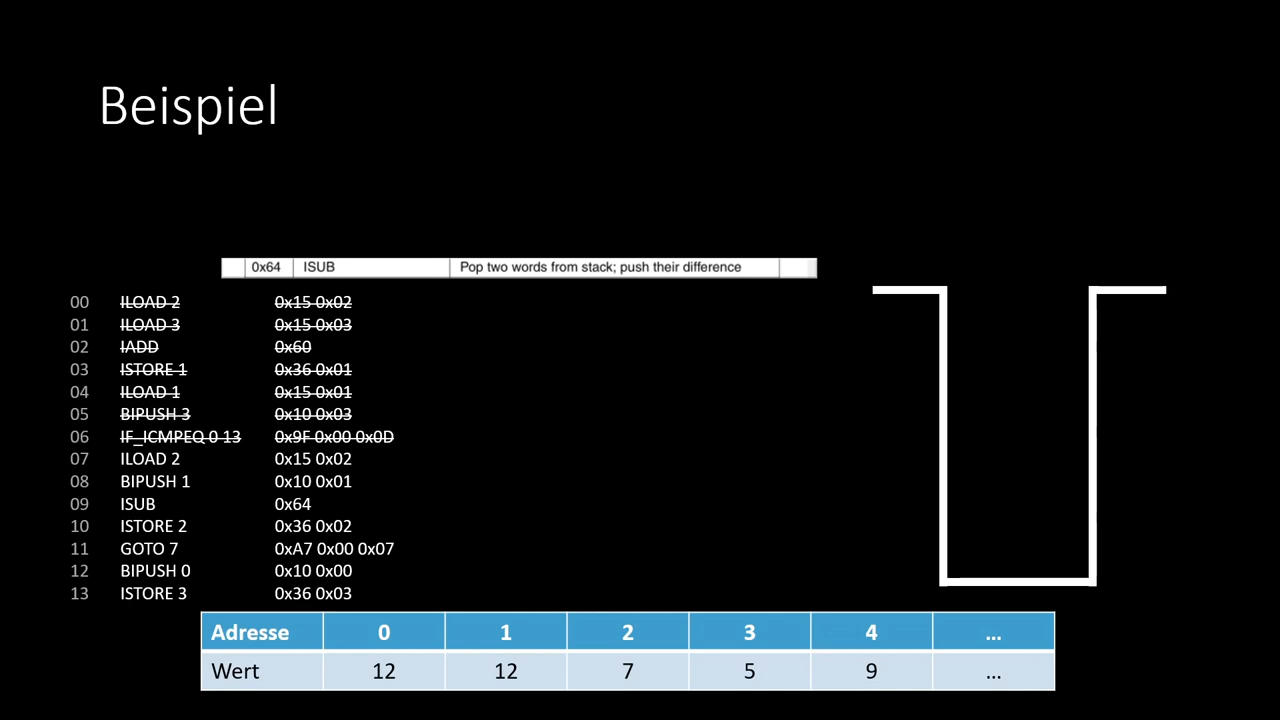 Beispiel
0x64 ISUB Pop two words from stack; push their difference
00 ILOAD 2 0x15 0x02
01 ILOAD 3 0x15 0x03
02 IADD 0x60
03 ISTORE 1 0x36 0x01
04 ILOAD 1 0x15 0x01
05 BIPUSH 3 0x10 0x03
06 IF_ICMPEQ 0 13 0x9F 0x00 0x0D
07 ILOAD 2 0x15 0x02
08 BIPUSH 1 0x10 0x01
09 ISUB 0x64
10 ISTORE 2 0x36 0x02
11 GOTO 7 0xA7 0x00 0x07
12 BIPUSH 0 0x10 0x00
13 ISTORE 3 0x36 0x03
Adresse 0 1 2 3 4 ...
Wert 12 12 7 5 9 ...